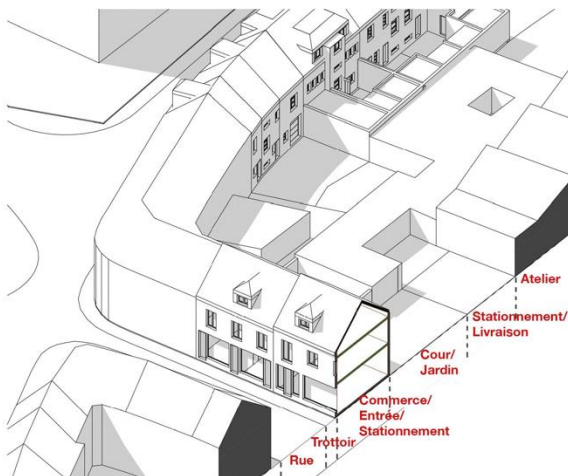 Atelier
Stationnement/
Livraison
Cour/
Jardin
Commerce/
Entrée/
Stationnement
Trottoir
Rue